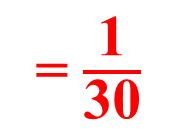 = 1/30